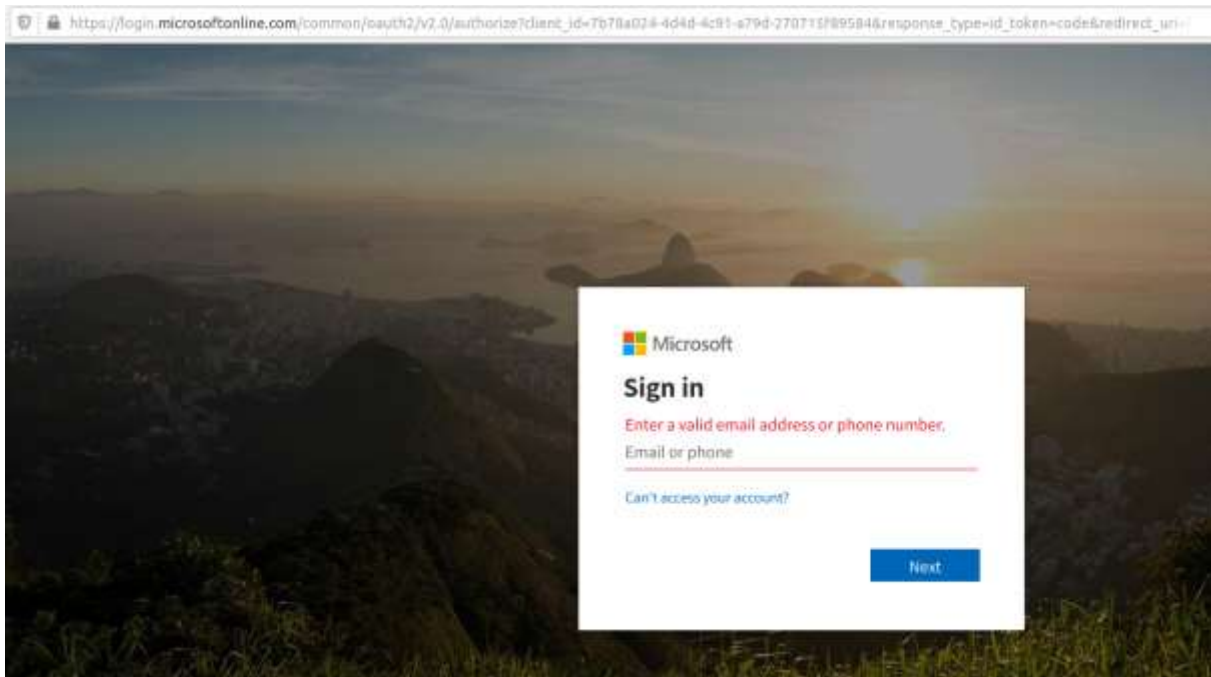 https://login.microsoftonline.com/common/oauth2/v2.0/authorize?client_id=7b78a024-4d4d-4c91-a79d-270715f89584&response_type=id_token+code&redirect_uri=
Microsoft
Sign in
Enter a valid email address or phone number.
Email or phone
Can't access your account?
Next